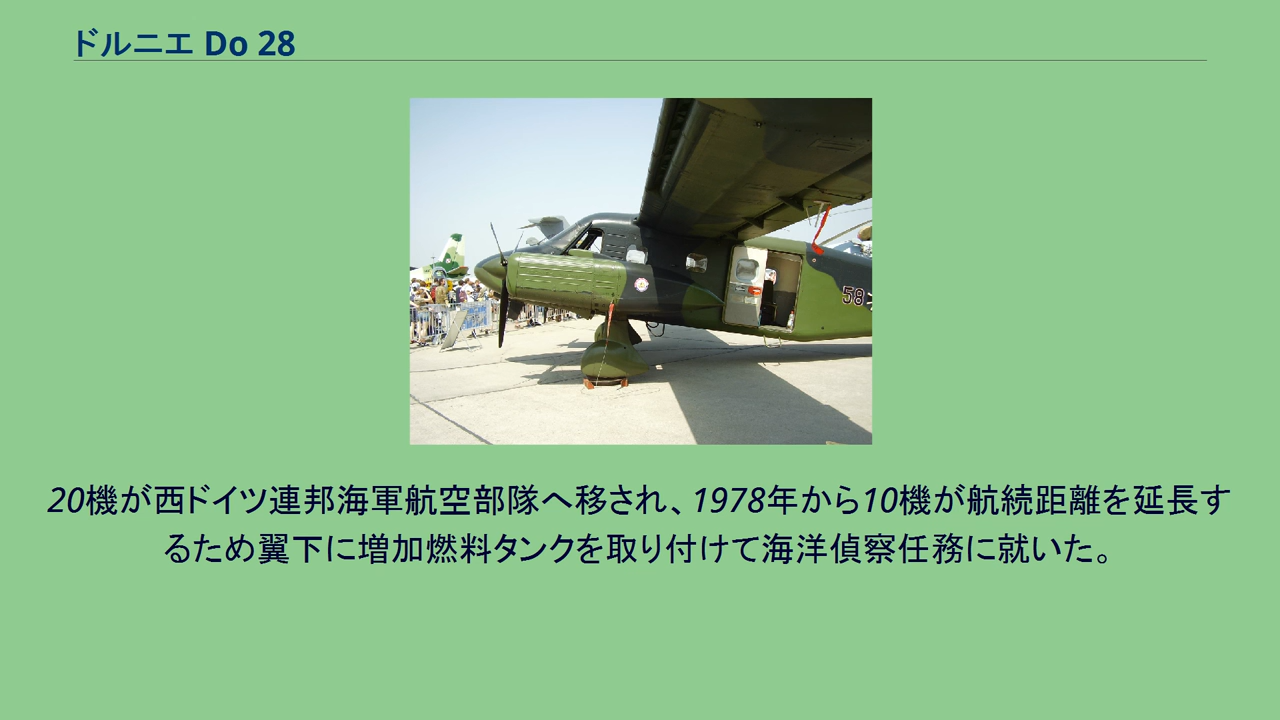 ドルニエ Do 28
58
20機が西ドイツ連邦海軍航空部隊へ移され、1978年から10機が航続距離を延長す
るため翼下に増加燃料タンクを取り付けて海洋偵察任務に就いた。